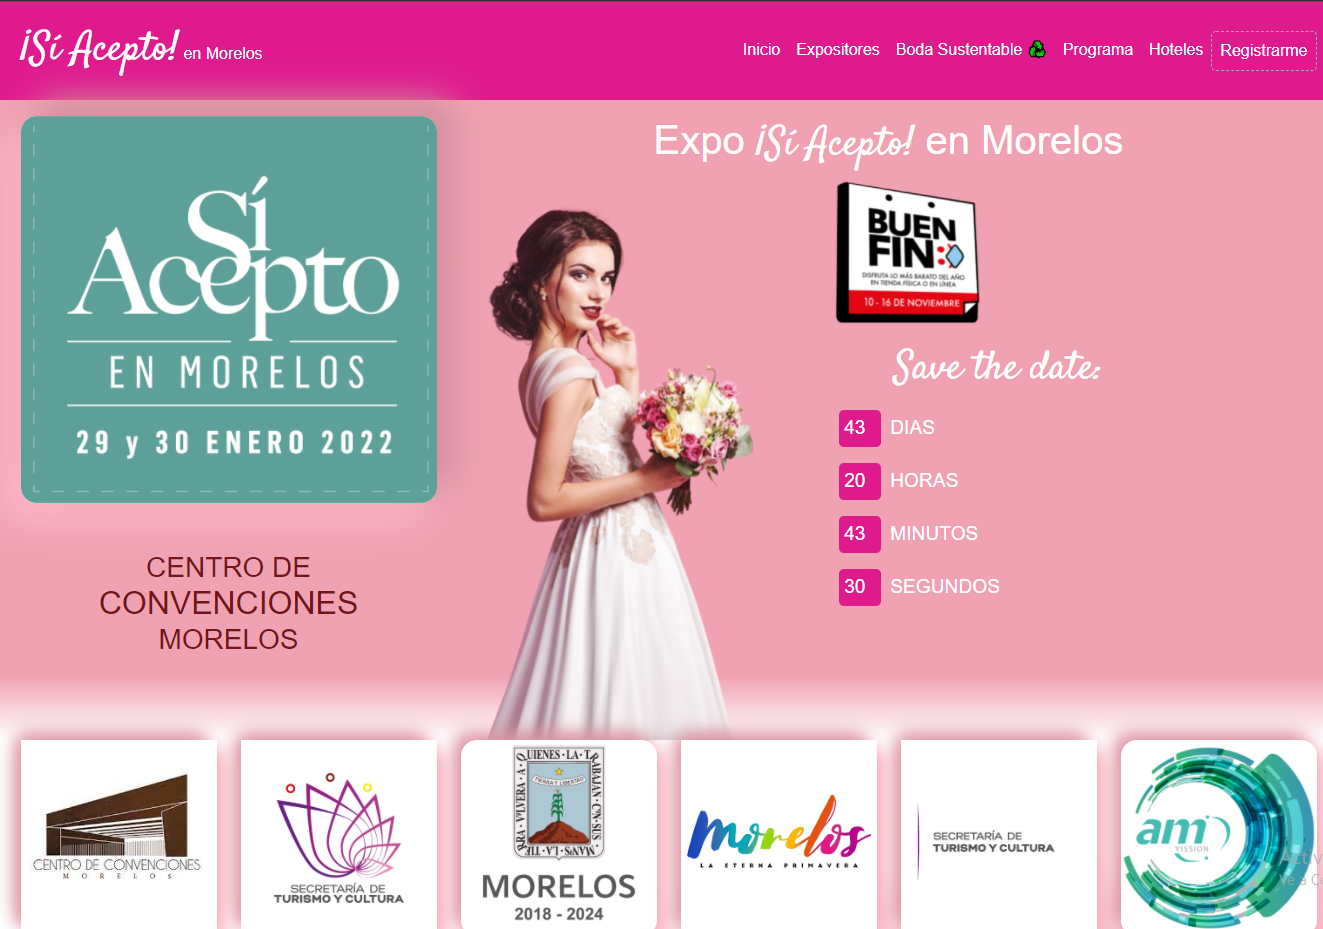 ¡Sí Acepto! en Morelos
Inicio Expositores Boda Sustentable Programa Hoteles Registrarme
Sí
Acepto
EN MORELOS
29 y 30 ENERO 2022
CENTRO DE
CONVENCIONES
MORELOS
Expo ¡Sí Acepto! en Morelos
BUEN
FIN
DISFRUTA LO MÁS BARATO DEL AÑO
EN TIENDA FÍSICA O EN LÍNEA
10 - 16 DE NOVIEMBRE
Save the date:
43 DIAS
20 HORAS
43 MINUTOS
30 SEGUNDOS
CENTRO DE CONVENCIONES
MORELOS
SECRETARÍA DE
TURISMO Y CULTURA
TIERRA Y LIBERTAD
MORELOS
2018 - 2024
morelos
LA ETERNA PRIMAVERA
SECRETARÍA DE
TURISMO Y CULTURA
am
VISSION